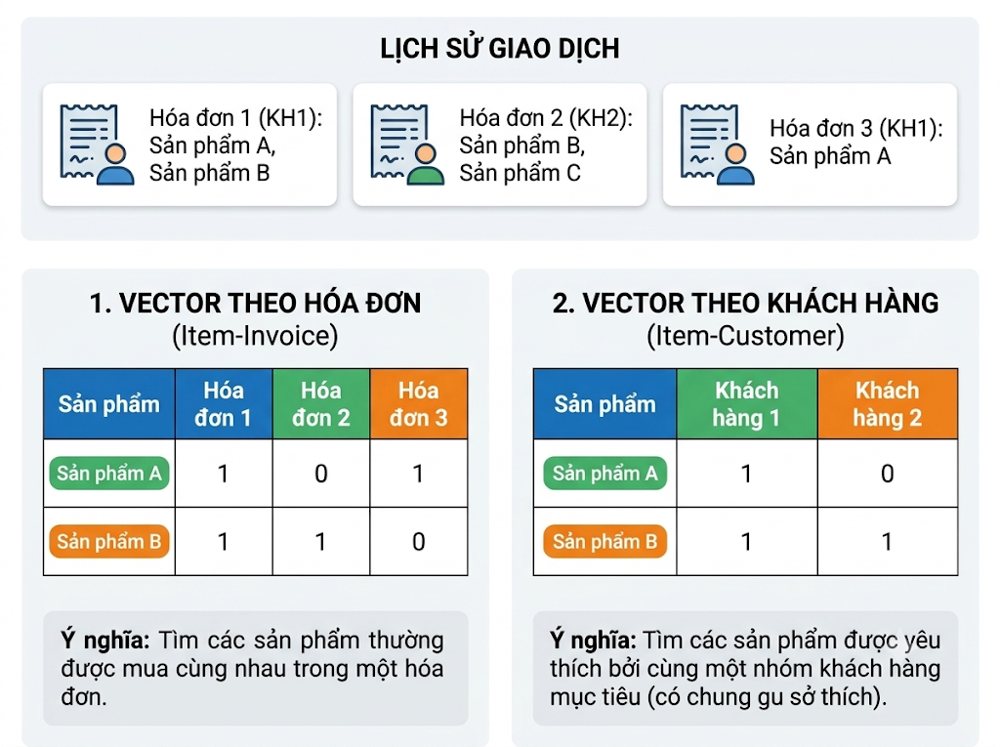 LỊCH SỬ GIAO DỊCH
Hóa đơn 1 (KH1):
Sản phẩm A,
Sản phẩm B
Hóa đơn 2 (KH2):
Sản phẩm B,
Sản phẩm C
Hóa đơn 3 (KH1):
Sản phẩm A
1. VECTOR THEO HÓA ĐƠN
(Item-Invoice)
Sản phẩm Hóa đơn 1 Hóa đơn 2 Hóa đơn 3
Sản phẩm A 1 0 1
Sản phẩm B 1 1 0
Ý nghĩa: Tìm các sản phẩm thường
được mua cùng nhau trong một hóa
đơn.
2. VECTOR THEO KHÁCH HÀNG
(Item-Customer)
Sản phẩm Khách hàng 1 Khách hàng 2
Sản phẩm A 1 0
Sản phẩm B 1 1
Ý nghĩa: Tìm các sản phẩm được yêu
thích bởi cùng một nhóm khách hàng
mục tiêu (có chung gu sở thích).